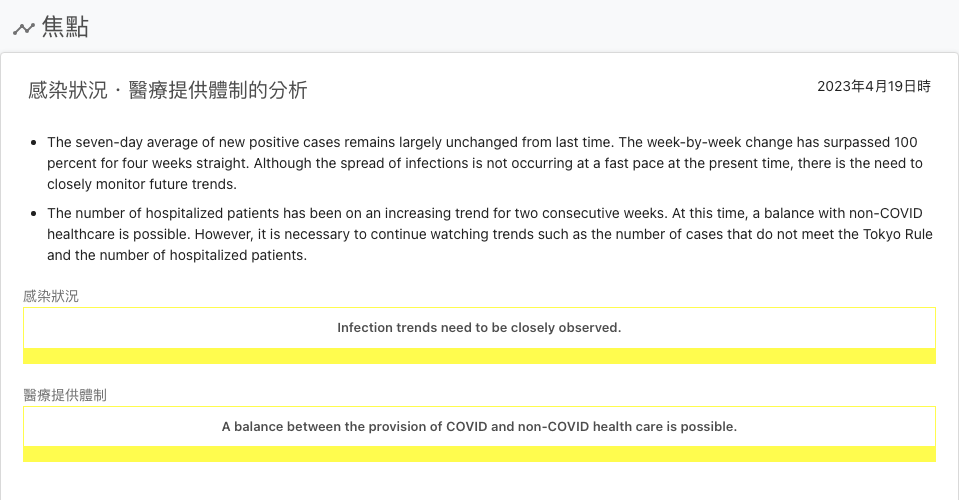 焦點
感染狀況・醫療提供體制的分析
2023年4月19日時
The seven-day average of new positive cases remains largely unchanged from last time. The week-by-week change has surpassed 100
percent for four weeks straight. Although the spread of infections is not occurring at a fast pace at the present time, there is the need to
closely monitor future trends.
The number of hospitalized patients has been on an increasing trend for two consecutive weeks. At this time, a balance with non-COVID
healthcare is possible. However, it is necessary to continue watching trends such as the number of cases that do not meet the Tokyo Rule
and the number of hospitalized patients.
感染狀況
Infection trends need to be closely observed.
醫療提供體制
A balance between the provision of COVID and non-COVID health care is possible.